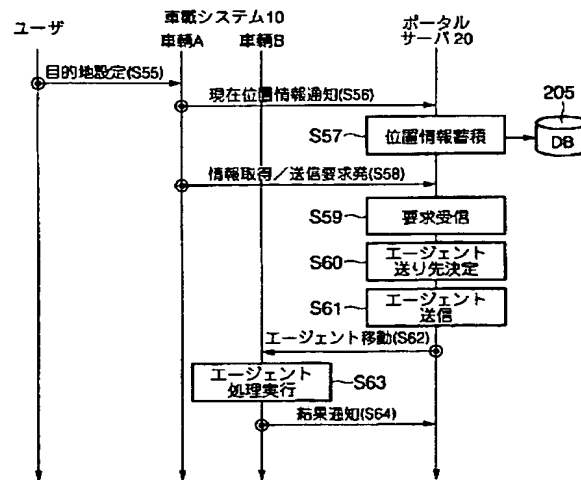 車載システム10
ユーザ
車輌A
車輌B
ポータル
サーバ20
目的地設定(S55)
現在位置情報通知(S56)
205
S57
位置情報蓄積
DB
情報取得/送信要求発(S58)
S59
要求受信
S60
エージェント
送り先決定
S61
エージェント
送信
エージェント移動(S62)
エージェント
処理実行
S63
結果通知(S64)